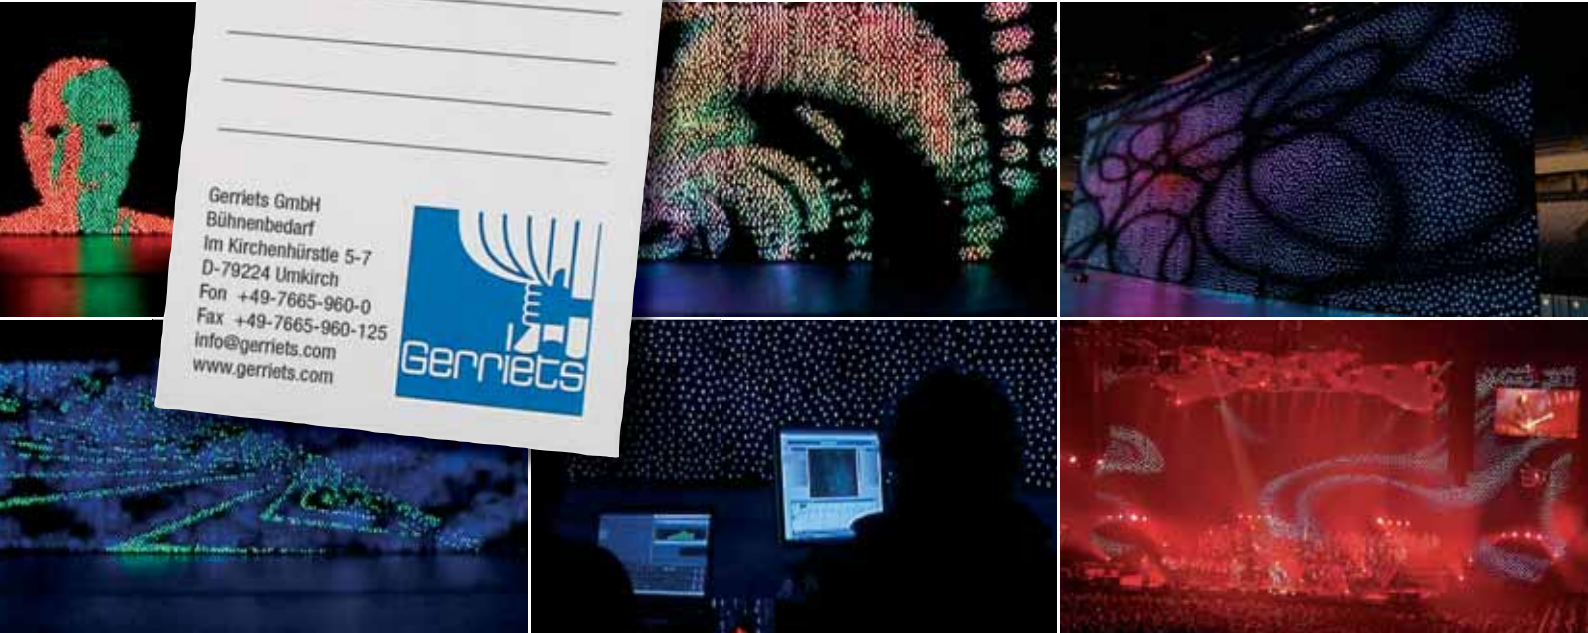 Gerriets GmbH
Bühnenbedarf
Im Kirchenhürstle 5-7
D-79224 Umkirch
Fon +49-7665-960-0
Fax +49-7665-960-125
info@gerriets.com
www.gerriets.com
Gerriets